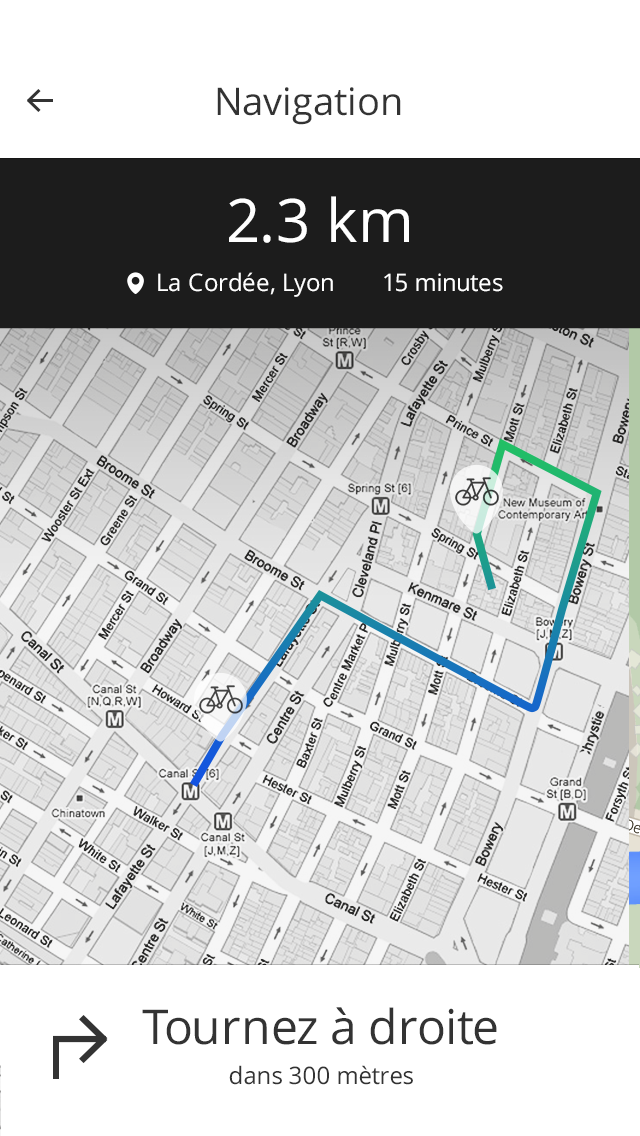 Navigation
2.3 km
La Cordée, Lyon
15 minutes
Prince
St [R,W]
M
Crosby
Mulberry St
Lafayette St
Mercer St
Broadway
Spring St
Prince St
Mott St
Elizabeth St
Bowery
Broome St
Wooster St Ext
Greene St
Spring St [6]
M
New Museum of
Contemporary Art
Spring St
Cleveland Pl
Elizabeth St
Bowery St
Broome St
Grand St
Kenmare St
Mercer St
Broadway
Bowery
[J,M,Z]
M
Canal St
Centre Market Pl
Mulberry St
Mott St
Canal St
[N,Q,R,W]
M
Howard St
Centre St
Baxter St
Grand St
Canal St [6]
M
Mulberry St
Mott St
Hester St
Grand
St [B,D]
M
Forsyth St
Chinatown
Walker St
M
Canal St
[J,M,Z]
Bowery
White St
Lafayette St
Hester St
Elizabeth St
Canal St
White St
Leonard St
Centre St
Catherine Ln
Tournez à droite
dans 300 mètres